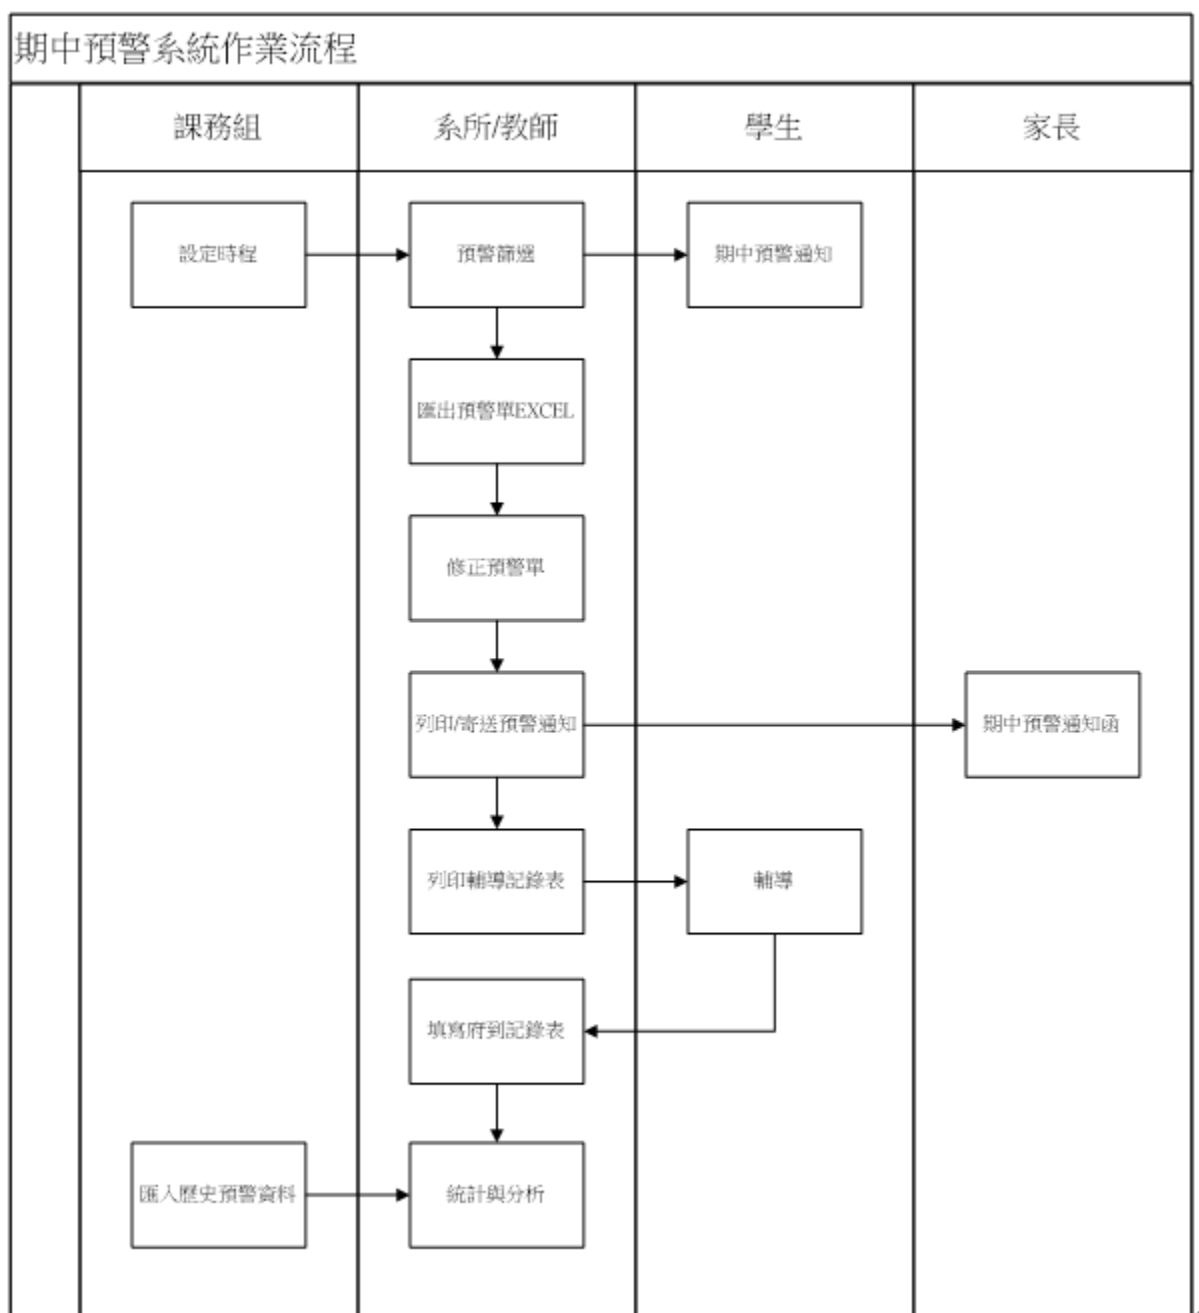 期中預警系統作業流程
課務組
系所/教師
學生
家長
設定時程
預警篩選
期中預警通知
匯出預警單EXCEL
修正預警單
列印/寄送預警通知
期中預警通知函
列印輔導記錄表
輔導
填寫府到記錄表
匯入歷史預警資料
統計與分析